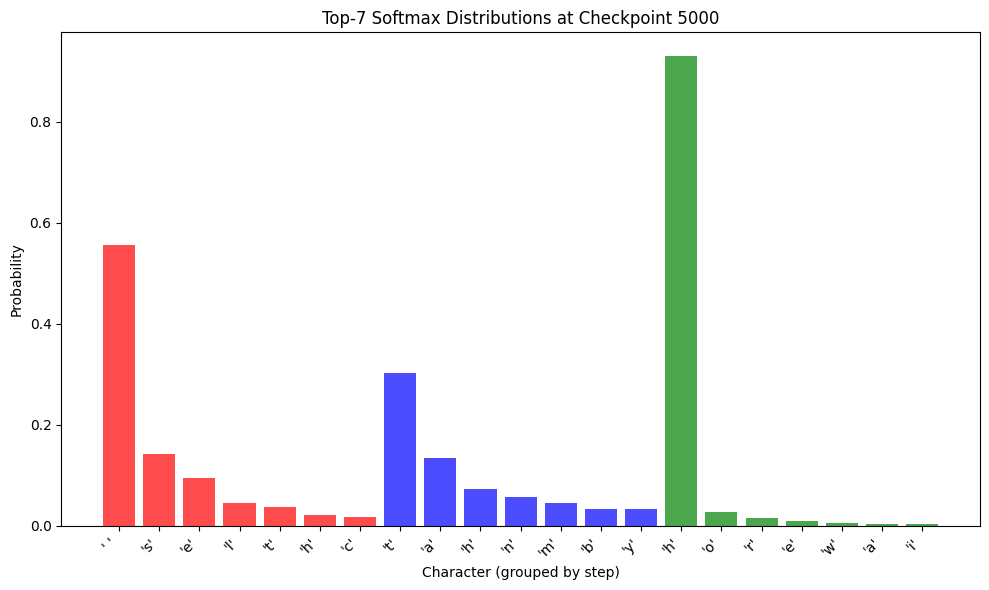 Top-7 Softmax Distributions at Checkpoint 5000
Probability
0.8
0.6
0.4
0.2
0.0
' ' 's' 'e' 'l' 't' 'h' 'c' 't' 'a' 'h' 'n' 'm' 'b' 'y' 'h' 'o' 'r' 'e' 'w' 'a' 'i'
Character (grouped by step)